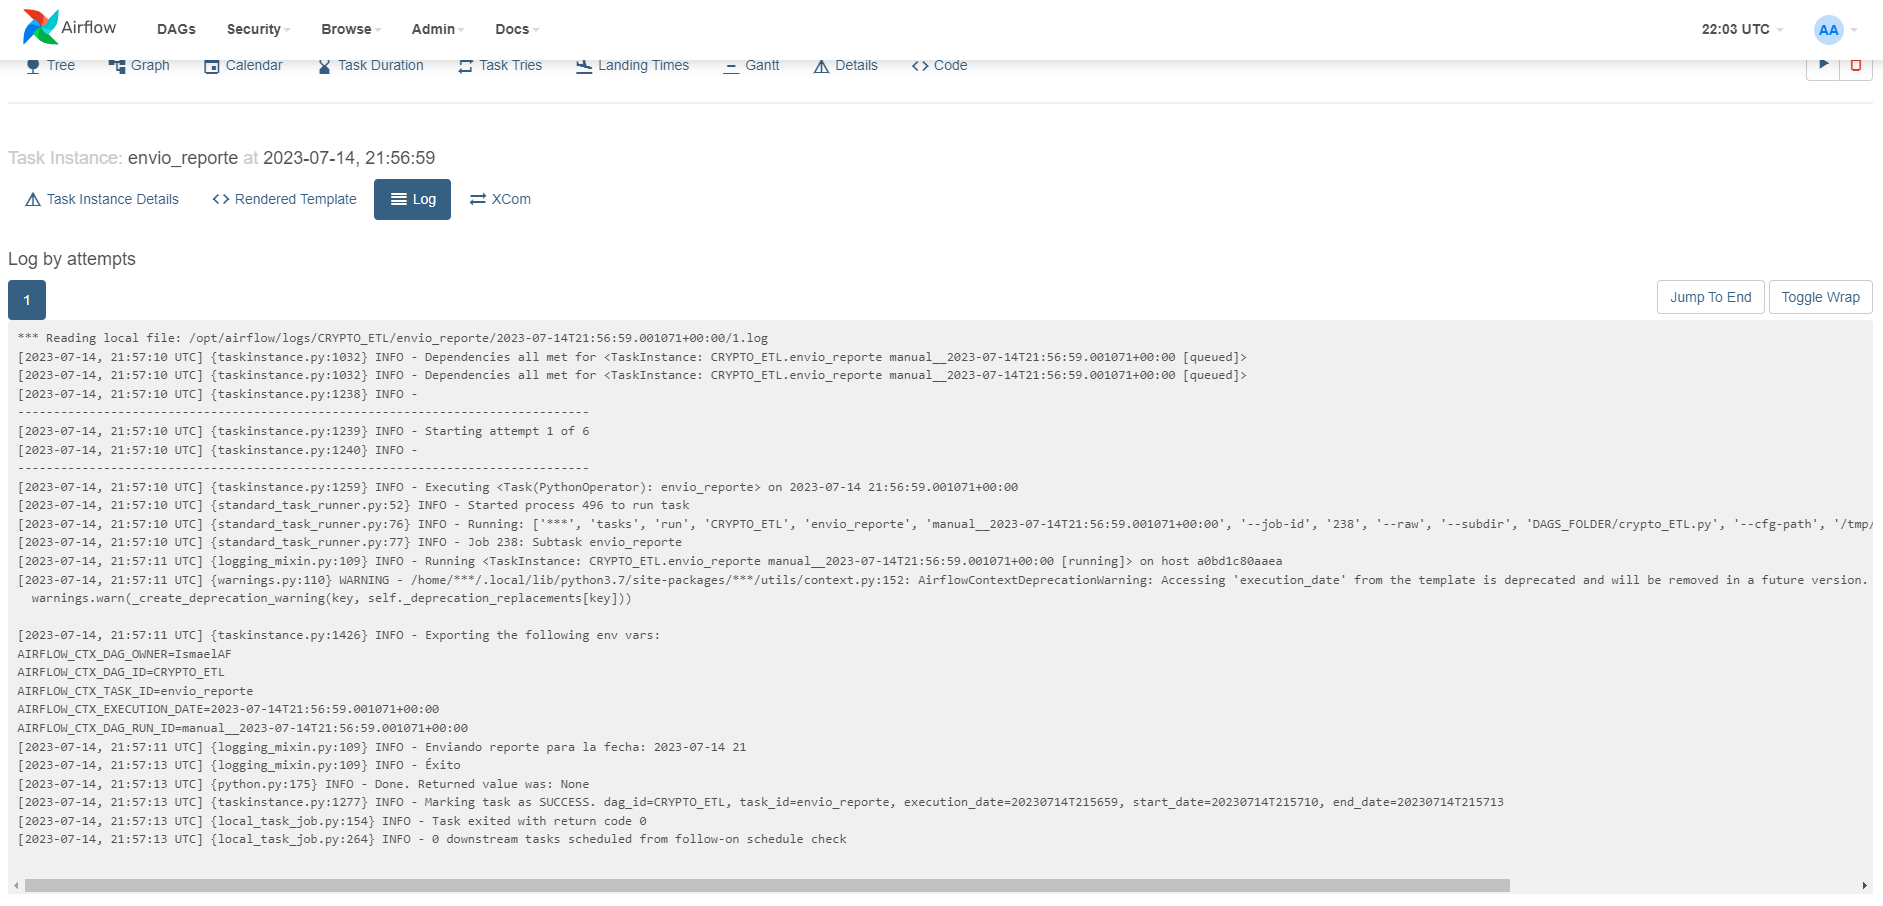 Airflow DAGs Security Browse Admin Docs 22:03 UTC AA
Tree Graph Calendar Task Duration Task Tries Landing Times Gantt Details Code
Task Instance: envio_reporte at 2023-07-14, 21:56:59
Task Instance Details Rendered Template Log XCom
Log by attempts
1 Jump To End Toggle Wrap
*** Reading local file: /opt/airflow/logs/CRYPTO_ETL/envio_reporte/2023-07-14T21:56:59.001071+00:00/1.log
[2023-07-14, 21:57:10 UTC] {taskinstance.py:1032} INFO - Dependencies all met for <TaskInstance: CRYPTO_ETL.envio_reporte manual__2023-07-14T21:56:59.001071+00:00 [queued]>
[2023-07-14, 21:57:10 UTC] {taskinstance.py:1032} INFO - Dependencies all met for <TaskInstance: CRYPTO_ETL.envio_reporte manual__2023-07-14T21:56:59.001071+00:00 [queued]>
[2023-07-14, 21:57:10 UTC] {taskinstance.py:1238} INFO -
--------------------------------------------------------------------------------
[2023-07-14, 21:57:10 UTC] {taskinstance.py:1239} INFO - Starting attempt 1 of 6
[2023-07-14, 21:57:10 UTC] {taskinstance.py:1240} INFO -
--------------------------------------------------------------------------------
[2023-07-14, 21:57:10 UTC] {taskinstance.py:1259} INFO - Executing <Task(PythonOperator): envio_reporte> on 2023-07-14 21:56:59.001071+00:00
[2023-07-14, 21:57:10 UTC] {standard_task_runner.py:52} INFO - Started process 496 to run task
[2023-07-14, 21:57:10 UTC] {standard_task_runner.py:76} INFO - Running: ['***', 'tasks', 'run', 'CRYPTO_ETL', 'envio_reporte', 'manual__2023-07-14T21:56:59.001071+00:00', '--job-id', '238', '--raw', '--subdir', 'DAGS_FOLDER/crypto_ETL.py', '--cfg-path', '/tmp/
[2023-07-14, 21:57:10 UTC] {standard_task_runner.py:77} INFO - Job 238: Subtask envio_reporte
[2023-07-14, 21:57:11 UTC] {logging_mixin.py:109} INFO - Running <TaskInstance: CRYPTO_ETL.envio_reporte manual__2023-07-14T21:56:59.001071+00:00 [running]> on host a0bd1c80aaea
[2023-07-14, 21:57:11 UTC] {warnings.py:110} WARNING - /home/***/.local/lib/python3.7/site-packages/***/utils/context.py:152: AirflowContextDeprecationWarning: Accessing 'execution_date' from the template is deprecated and will be removed in a future version.
warnings.warn(_create_deprecation_warning(key, self._deprecation_replacements[key]))
[2023-07-14, 21:57:11 UTC] {taskinstance.py:1426} INFO - Exporting the following env vars:
AIRFLOW_CTX_DAG_OWNER=IsmaelAF
AIRFLOW_CTX_DAG_ID=CRYPTO_ETL
AIRFLOW_CTX_TASK_ID=envio_reporte
AIRFLOW_CTX_EXECUTION_DATE=2023-07-14T21:56:59.001071+00:00
AIRFLOW_CTX_DAG_RUN_ID=manual__2023-07-14T21:56:59.001071+00:00
[2023-07-14, 21:57:11 UTC] {logging_mixin.py:109} INFO - Enviando reporte para la fecha: 2023-07-14 21
[2023-07-14, 21:57:13 UTC] {logging_mixin.py:109} INFO - Éxito
[2023-07-14, 21:57:13 UTC] {python.py:175} INFO - Done. Returned value was: None
[2023-07-14, 21:57:13 UTC] {taskinstance.py:1277} INFO - Marking task as SUCCESS. dag_id=CRYPTO_ETL, task_id=envio_reporte, execution_date=20230714T215659, start_date=20230714T215710, end_date=20230714T215713
[2023-07-14, 21:57:13 UTC] {local_task_job.py:154} INFO - Task exited with return code 0
[2023-07-14, 21:57:13 UTC] {local_task_job.py:264} INFO - 0 downstream tasks scheduled from follow-on schedule check